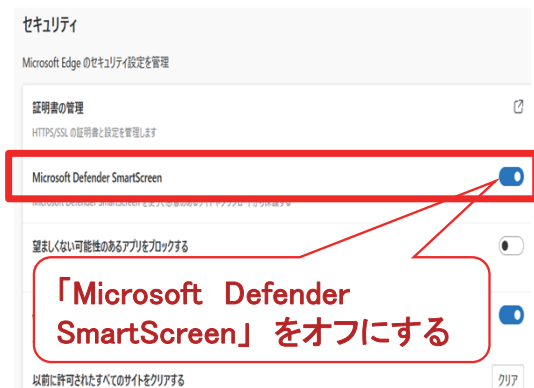 セキュリティ
Microsoft Edge のセキュリティ設定を管理
証明書の管理
HTTPS/SSL の証明書と設定を管理します
Microsoft Defender SmartScreen
望ましくない可能性のあるアプリをブロックする
「Microsoft Defender
SmartScreen」 をオフにする
以前に許可されたすべてのサイトをクリアする
クリア